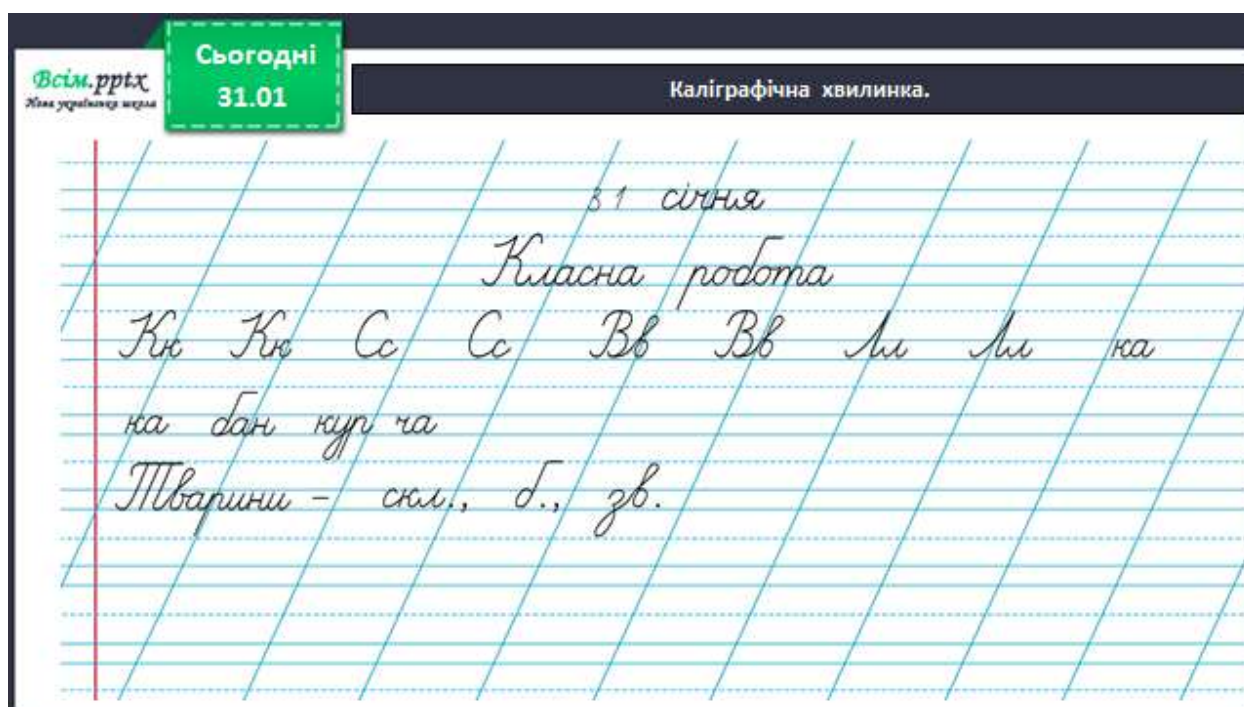 Всім.pptx
Нова українська школа
Сьогодні
31.01
Каліграфічна хвилинка.
31 січня
Класна робота
Кк Кк Сс Сс Вв Вв Лл Лл ка
ка бан кур ча
Тварини - скл., б., зв.